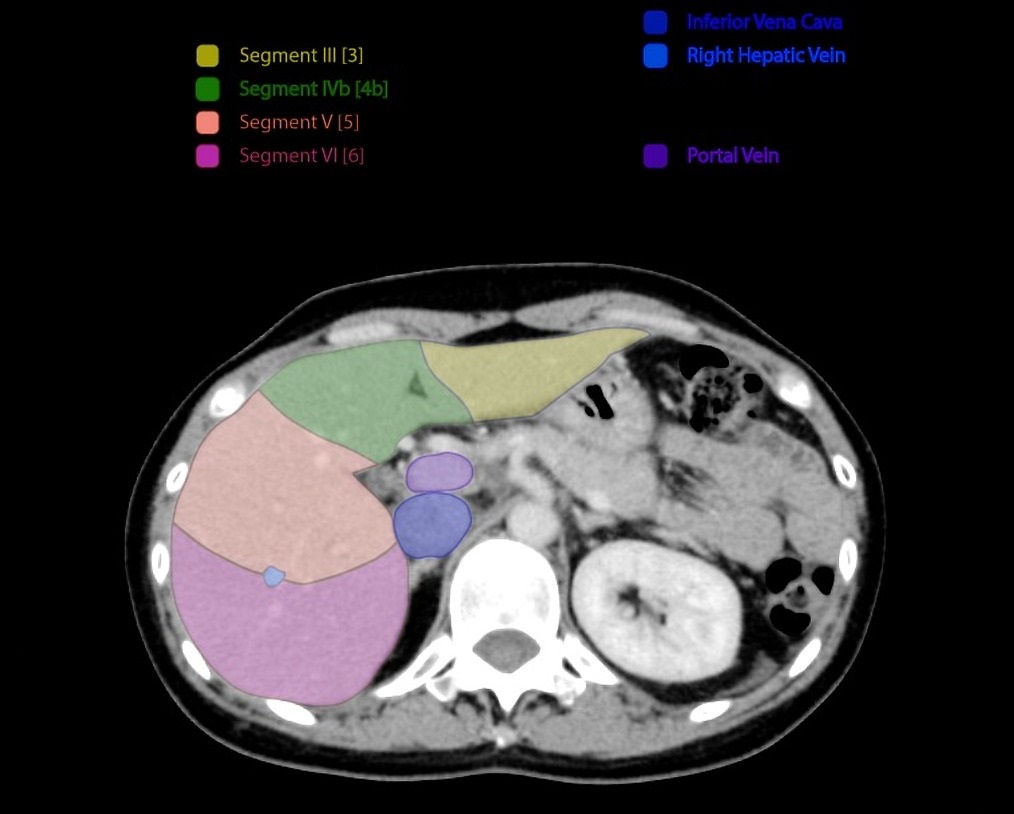 Segment III [3]
Segment IVb [4b]
Segment V [5]
Segment VI [6]
Inferior Vena Cava
Right Hepatic Vein
Portal Vein